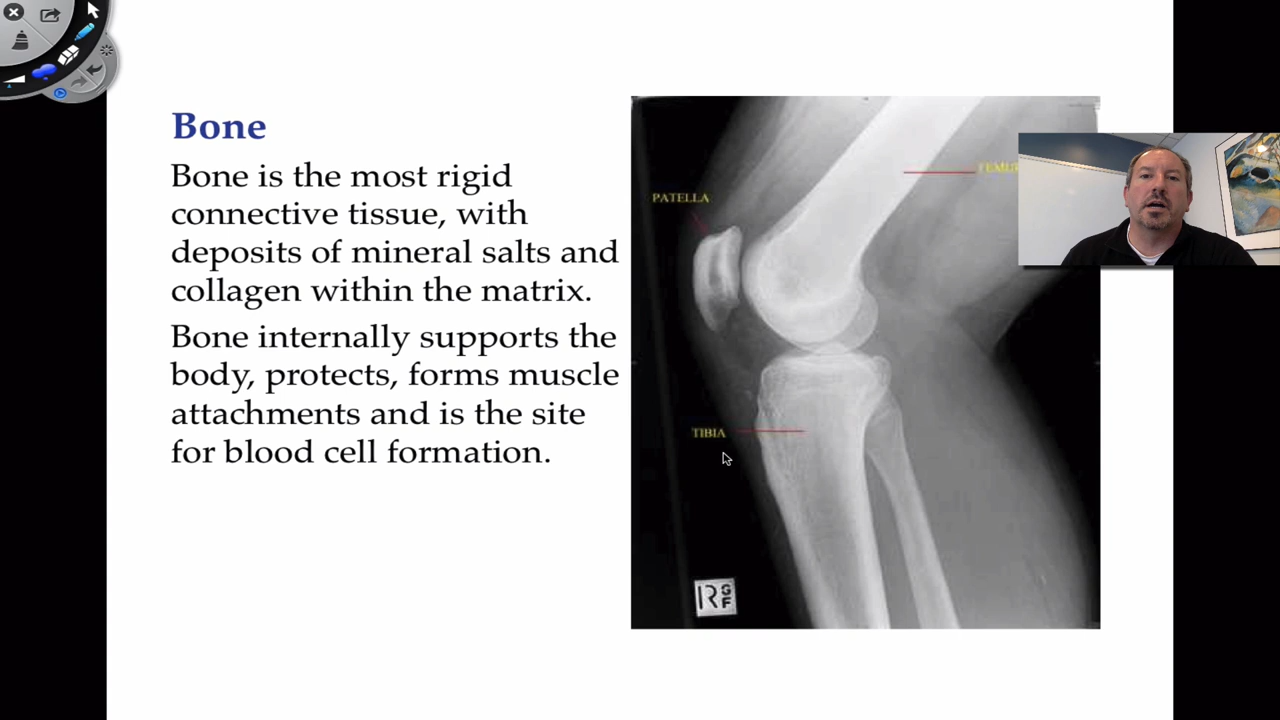 Bone
Bone is the most rigid
connective tissue, with
deposits of mineral salts and
collagen within the matrix.
Bone internally supports the
body, protects, forms muscle
attachments and is the site
for blood cell formation.
PATELLA
TIBIA
R
G
F